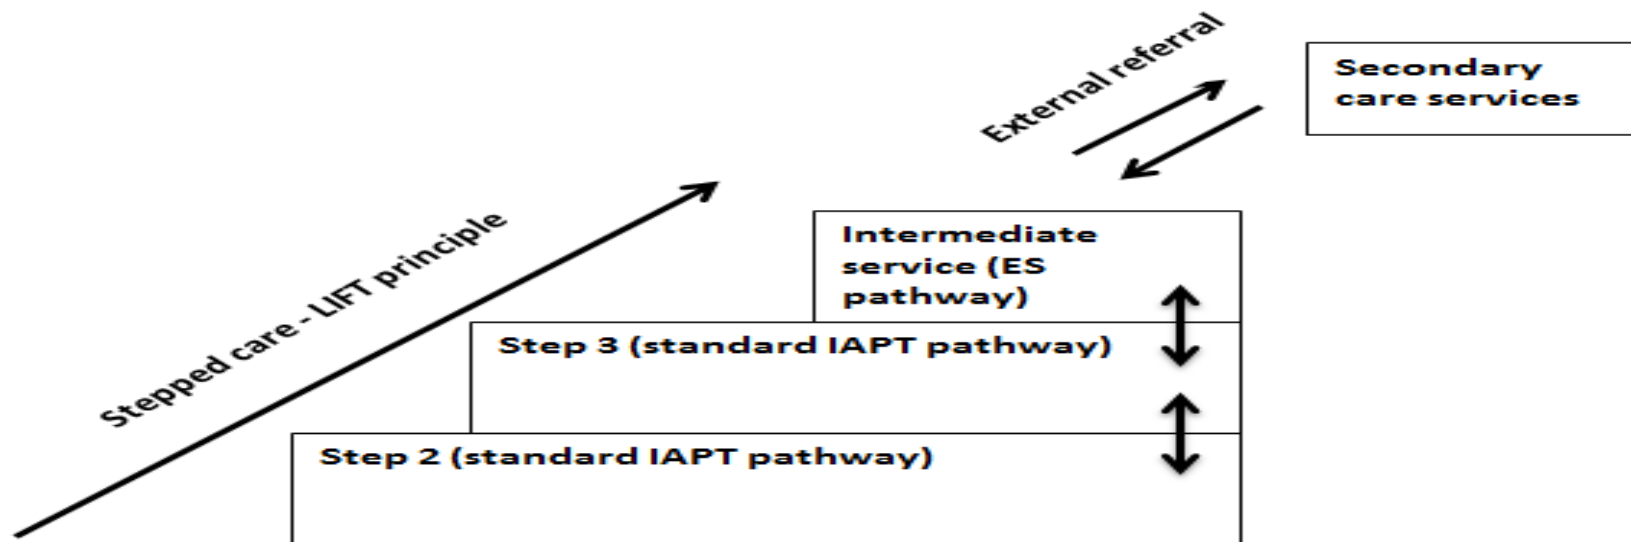 External referral
Secondary
care services
Stepped care - LIFT principle
Intermediate
service (ES
pathway)
Step 3 (standard IAPT pathway)
Step 2 (standard IAPT pathway)